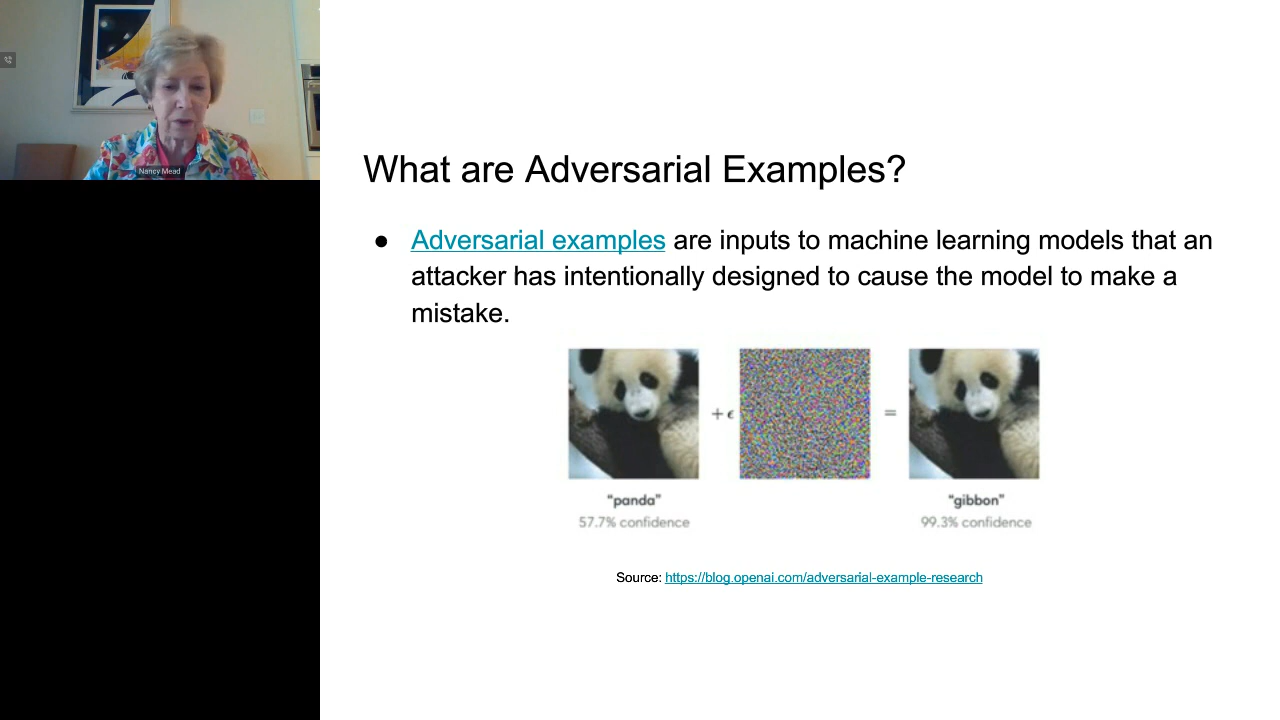 Nancy Mead
What are Adversarial Examples?
● Adversarial examples are inputs to machine learning models that an
attacker has intentionally designed to cause the model to make a
mistake.
+ ϵ
=
“panda”
57.7% confidence
“gibbon”
99.3% confidence
Source: https://blog.openai.com/adversarial-example-research